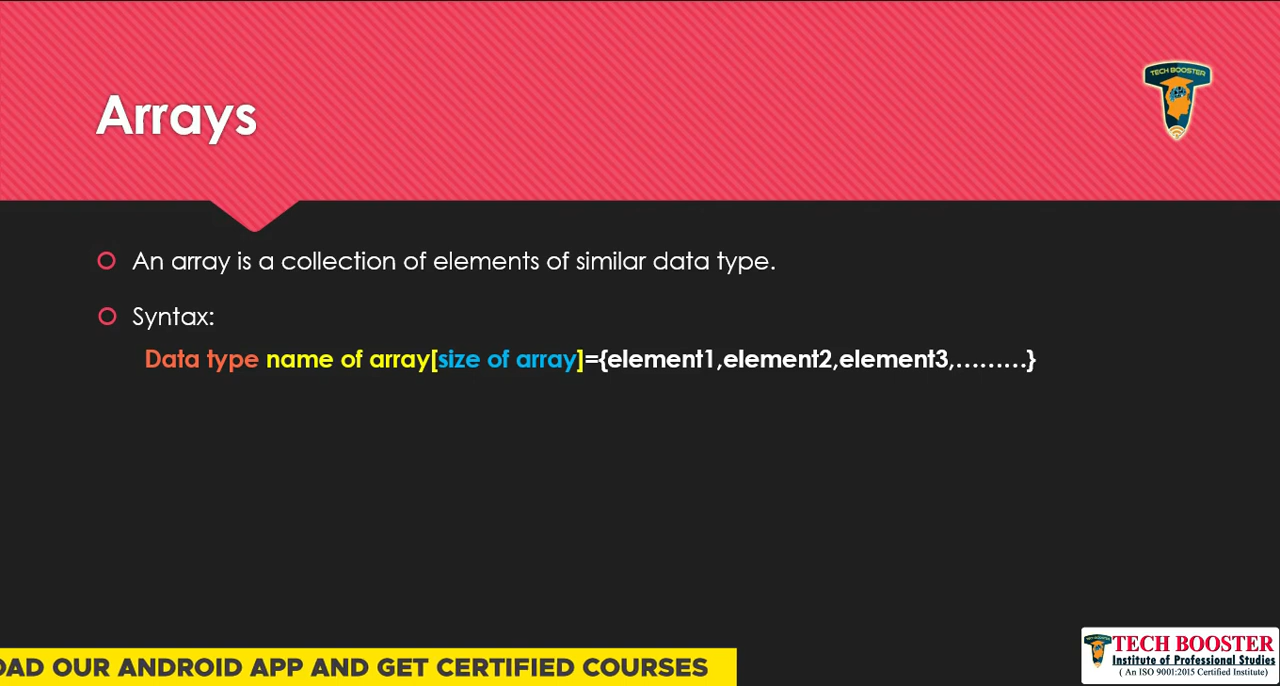 TECH BOOSTER
Arrays
An array is a collection of elements of similar data type.
Syntax:
Data type name of array[size of array]={element1,element2,element3,.........}
OAD OUR ANDROID APP AND GET CERTIFIED COURSES
TECH BOOSTER
Institute of Professional Studies
( An ISO 9001:2015 Certified Institute)